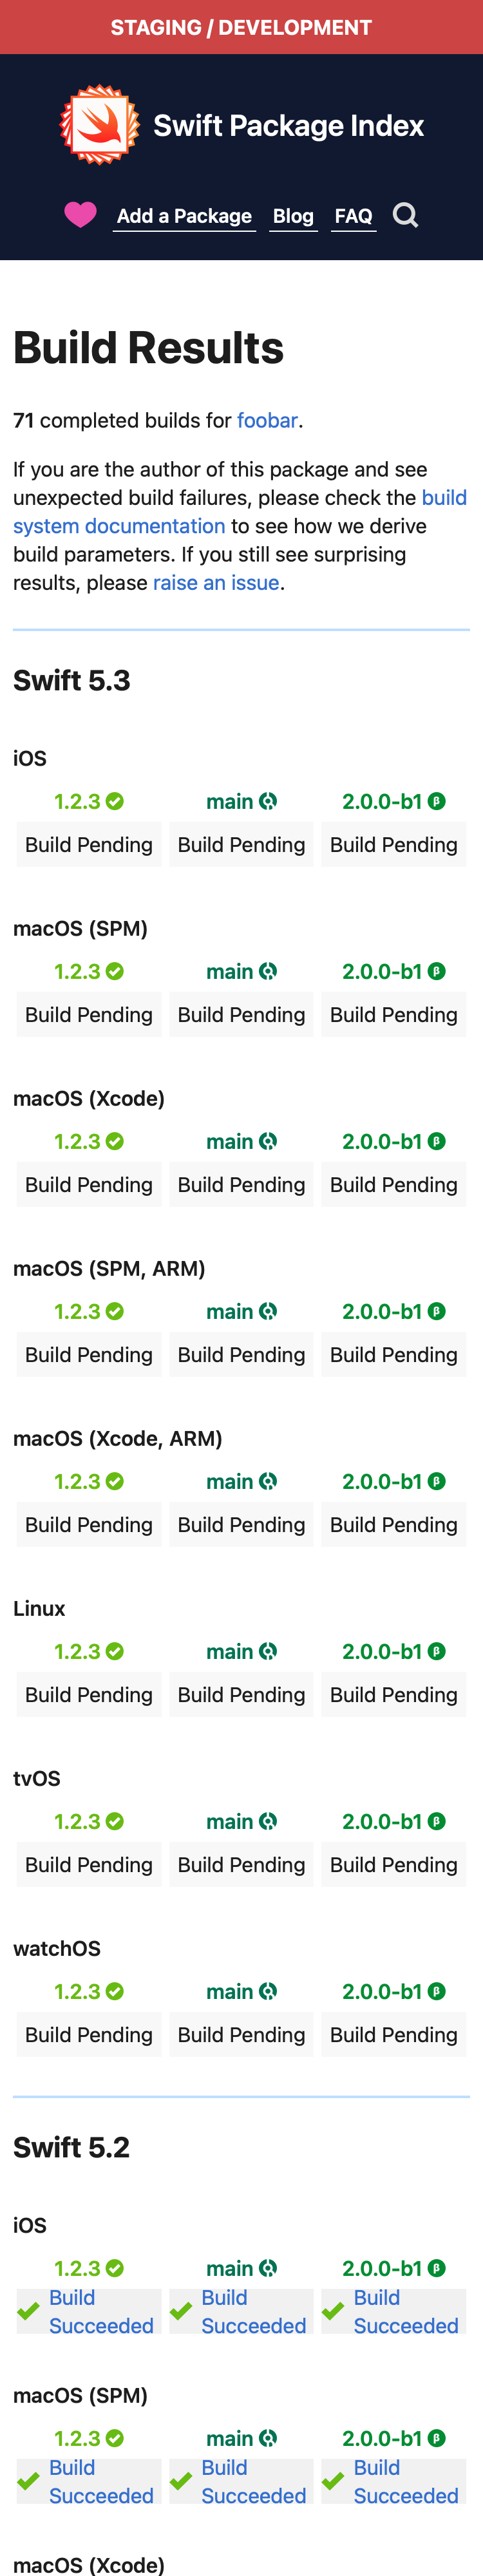 STAGING / DEVELOPMENT
Swift Package Index
Add a Package Blog FAQ
Build Results
71 completed builds for foobar.
If you are the author of this package and see
unexpected build failures, please check the build
system documentation to see how we derive
build parameters. If you still see surprising
results, please raise an issue.
Swift 5.3
iOS
1.2.3 main 2.0.0-b1 β
Build Pending Build Pending Build Pending
macOS (SPM)
1.2.3 main 2.0.0-b1 β
Build Pending Build Pending Build Pending
macOS (Xcode)
1.2.3 main 2.0.0-b1 β
Build Pending Build Pending Build Pending
macOS (SPM, ARM)
1.2.3 main 2.0.0-b1 β
Build Pending Build Pending Build Pending
macOS (Xcode, ARM)
1.2.3 main 2.0.0-b1 β
Build Pending Build Pending Build Pending
Linux
1.2.3 main 2.0.0-b1 β
Build Pending Build Pending Build Pending
tvOS
1.2.3 main 2.0.0-b1 β
Build Pending Build Pending Build Pending
watchOS
1.2.3 main 2.0.0-b1 β
Build Pending Build Pending Build Pending
Swift 5.2
iOS
1.2.3 main 2.0.0-b1 β
Build Build Build
Succeeded Succeeded Succeeded
macOS (SPM)
1.2.3 main 2.0.0-b1 β
Build Build Build
Succeeded Succeeded Succeeded
macOS (Xcode)